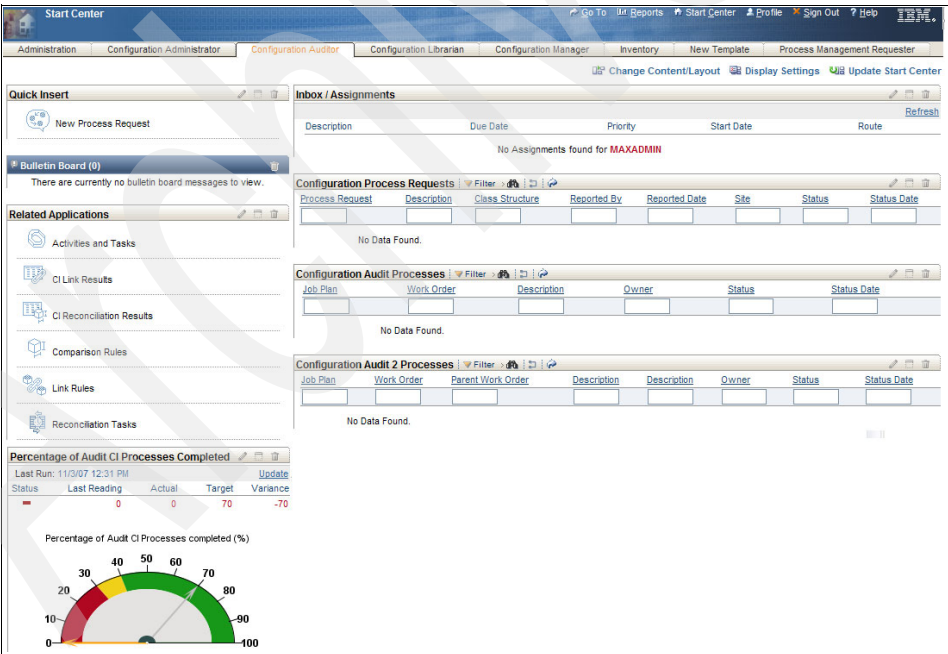 Start Center
Go To Reports Start Center Profile Sign Out ? Help IBM.
Administration Configuration Administrator Configuration Auditor Configuration Librarian Configuration Manager Inventory New Template Process Management Requester
Change Content/Layout Display Settings Update Start Center
Quick Insert
New Process Request
Bulletin Board (0)
There are currently no bulletin board messages to view.
Related Applications
Activities and Tasks
CI Link Results
CI Reconciliation Results
Comparison Rules
Link Rules
Reconciliation Tasks
Percentage of Audit CI Processes Completed
Last Run: 11/3/07 12:31 PM Update
Status Last Reading Actual Target Variance
0 0 70 -70
Percentage of Audit CI Processes completed (%)
0 10 20 30 40 50 60 70 80 90 100
Inbox / Assignments
Refresh
Description Due Date Priority Start Date Route
No Assignments found for MAXADMIN
Configuration Process Requests Filter
Process Request Description Class Structure Reported By Reported Date Site Status Status Date
No Data Found.
Configuration Audit Processes Filter
Job Plan Work Order Description Owner Status Status Date
No Data Found.
Configuration Audit 2 Processes Filter
Job Plan Work Order Parent Work Order Description Description Owner Status Status Date
No Data Found.